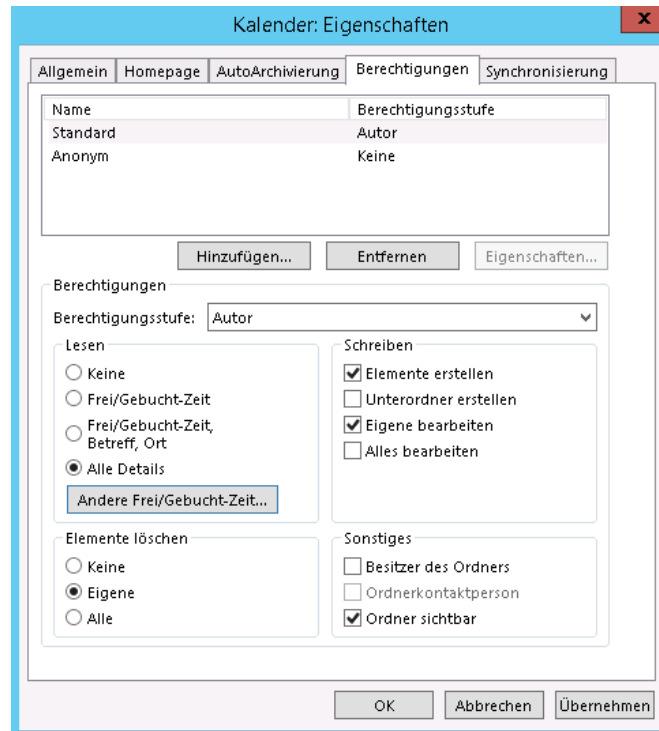 Kalender: Eigenschaften
x
Allgemein Homepage AutoArchivierung Berechtigungen Synchronisierung
Name Berechtigungsstufe
Standard Autor
Anonym Keine
Hinzufügen... Entfernen Eigenschaften...
Berechtigungen
Berechtigungsstufe: Autor
Lesen
Keine
Frei/Gebucht-Zeit
Frei/Gebucht-Zeit,
Betreff, Ort
Alle Details
Andere Frei/Gebucht-Zeit...
Schreiben
Elemente erstellen
Unterordner erstellen
Eigene bearbeiten
Alles bearbeiten
Elemente löschen
Keine
Eigene
Alle
Sonstiges
Besitzer des Ordners
Ordnerkontaktperson
Ordner sichtbar
OK Abbrechen Übernehmen